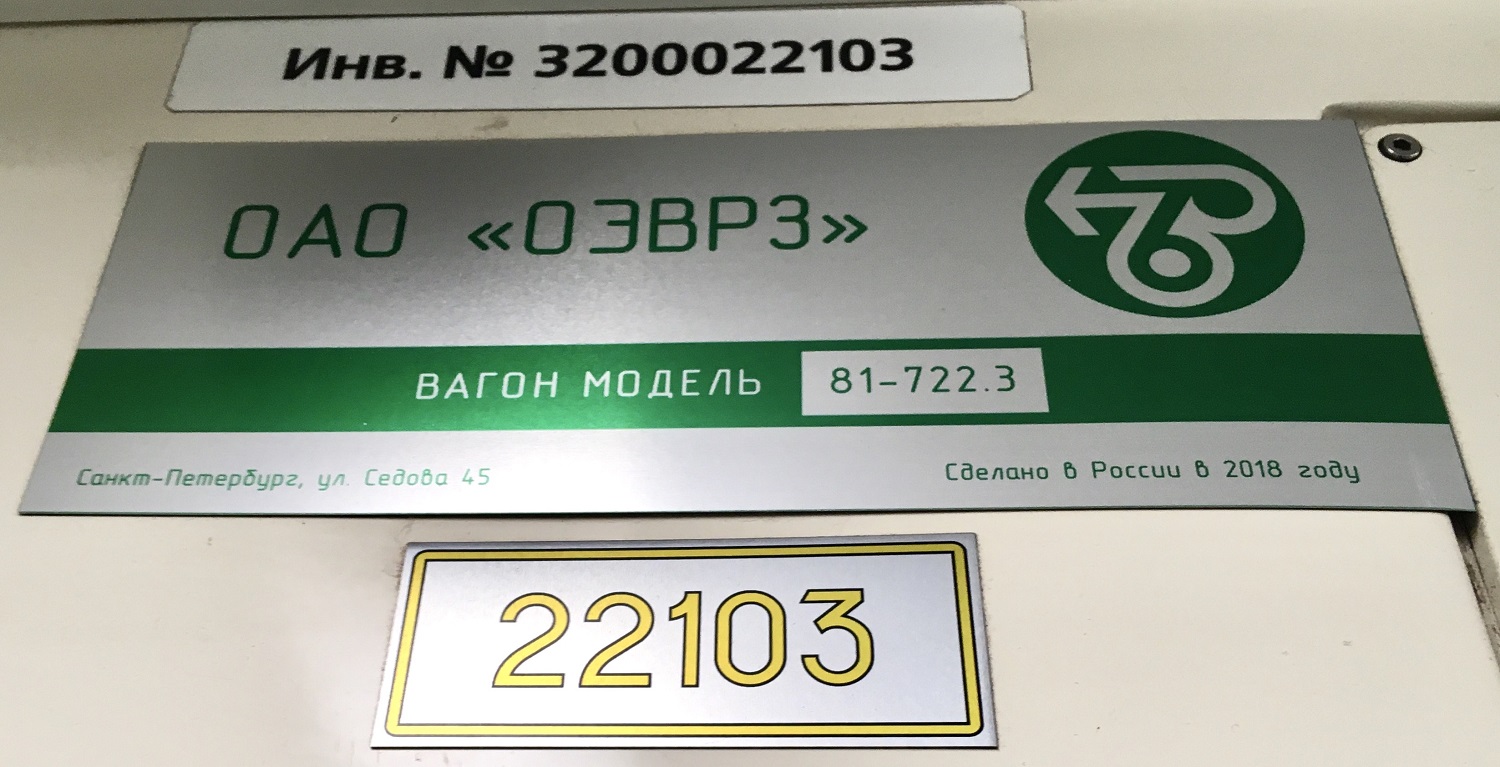 Инв. № 3200022103
ОАО «ОЭВРЗ»
ВАГОН МОДЕЛЬ 81-722.3
Санкт-Петербург, ул. Седова 45
Сделано в России в 2018 году
22103